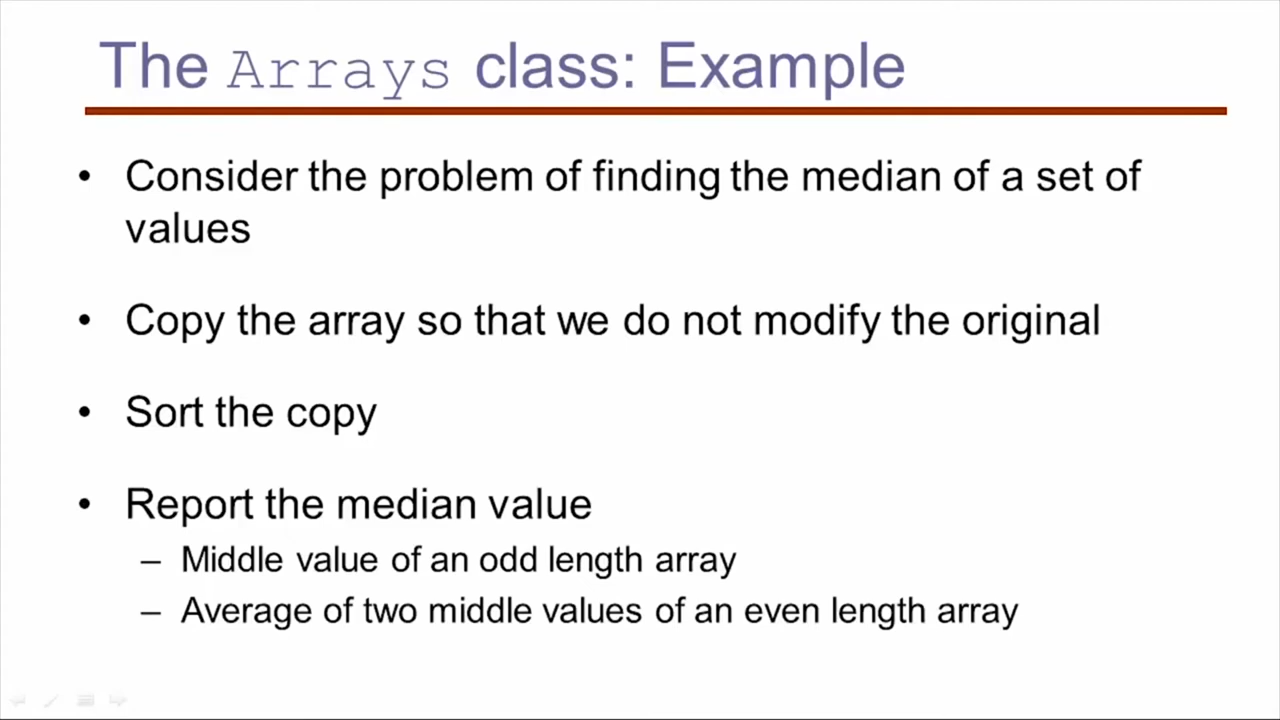 The Arrays class: Example
• Consider the problem of finding the median of a set of
values
• Copy the array so that we do not modify the original
• Sort the copy
• Report the median value
– Middle value of an odd length array
– Average of two middle values of an even length array